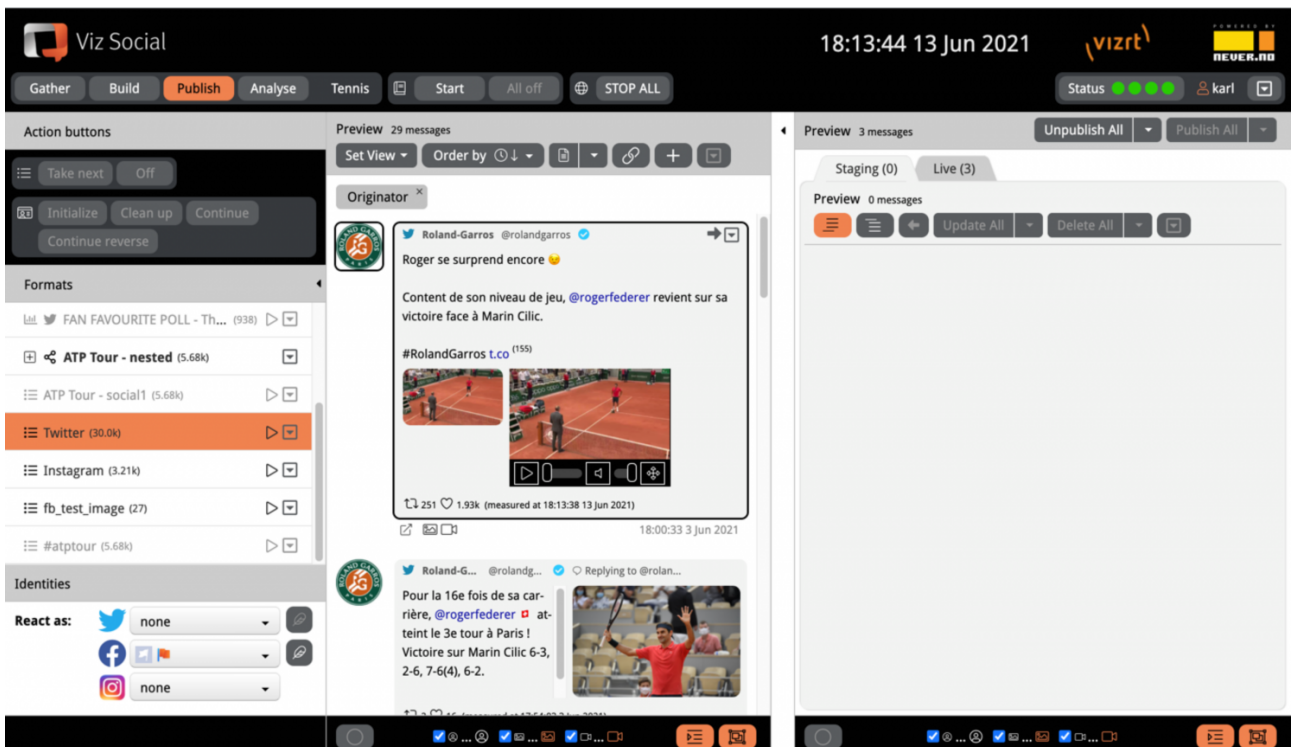 Viz Social
18:13:44 13 Jun 2021
vizrt
POWERED BY
NEVER.NO
Gather Build Publish Analyse Tennis Start All off STOP ALL
Status karl
Action buttons
Take next Off
Initialize Clean up Continue
Continue reverse
Formats
FAN FAVOURITE POLL - Th... (938)
ATP Tour - nested (5.68k)
ATP Tour - social1 (5.68k)
Twitter (30.0k)
Instagram (3.21k)
fb_test_image (27)
#atptour (5.68k)
Identities
React as: none
none
Preview 29 messages
Set View Order by
Originator ×
ROLAND GARROS
PARIS
Roland-Garros @rolandgarros
Roger se surprend encore 😉
Content de son niveau de jeu, @rogerfederer revient sur sa
victoire face à Marin Cilic.
#RolandGarros t.co (155)
251 1.93k (measured at 18:13:38 13 Jun 2021)
18:00:33 3 Jun 2021
ROLAND GARROS
PARIS
Roland-G... @rolandg... Replying to @rolan...
Pour la 16e fois de sa car-
rière, @rogerfederer 🇨🇭 at-
teint le 3e tour à Paris !
Victoire sur Marin Cilic 6-3,
2-6, 7-6(4), 6-2.
Preview 3 messages
Unpublish All Publish All
Staging (0) Live (3)
Preview 0 messages
Update All Delete All
... ... ...
... ... ...